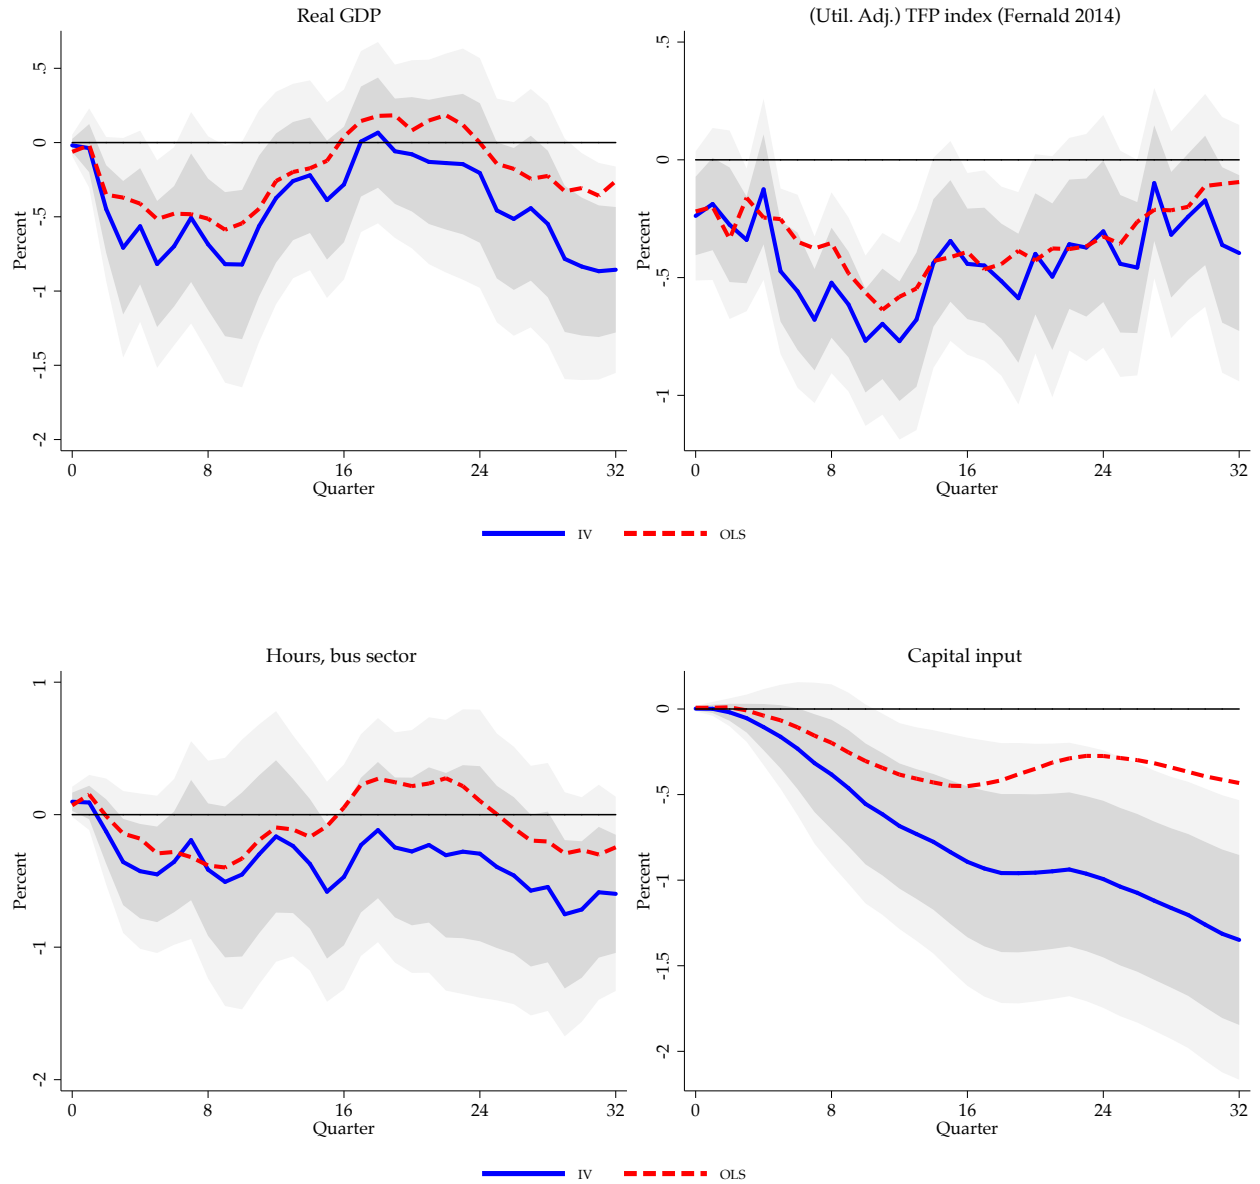 Real GDP
Percent
.5
0
-.5
-1
-1.5
-2
0 8 16 24 32
Quarter
(Util. Adj.) TFP index (Fernald 2014)
Percent
.5
0
-.5
-1
0 8 16 24 32
Quarter
IV OLS
Hours, bus sector
Percent
1
0
-1
-2
0 8 16 24 32
Quarter
Capital input
Percent
0
-.5
-1
-1.5
-2
0 8 16 24 32
Quarter
IV OLS